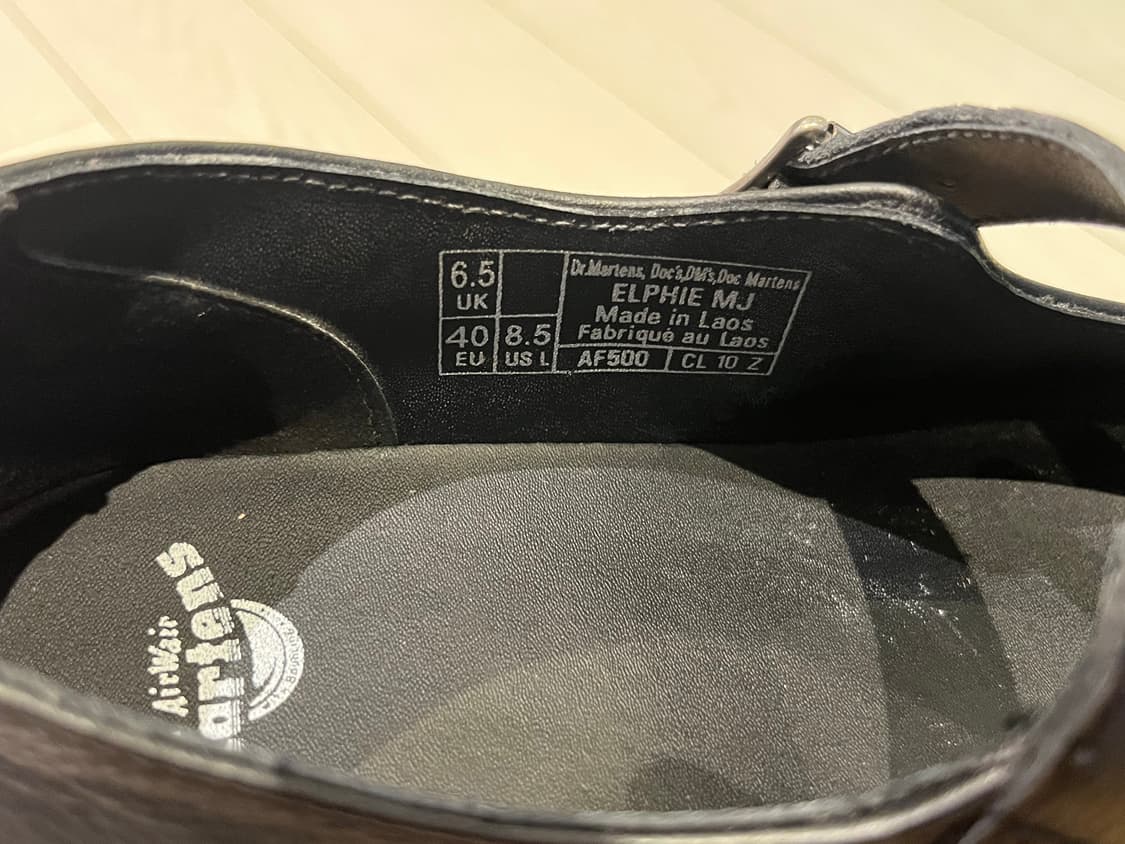 6.5
UK
40 8.5
EU US L
Dr.Martens, Doc's,DM's,Doc Martens
ELPHIE MJ
Made in Laos
Fabriqué au Laos
AF500 CL 10 Z
AirWair
artens